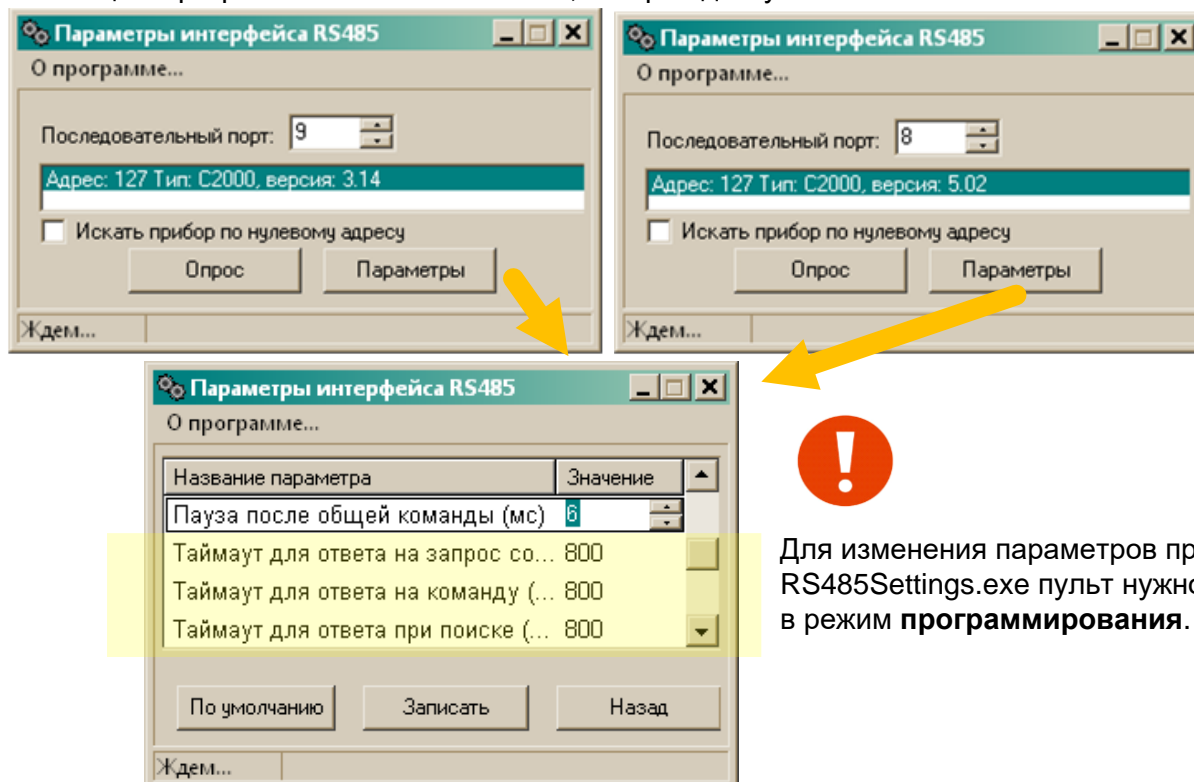 Параметры интерфейса RS485
О программе...
Последовательный порт: 9
Адрес: 127 Тип: С2000, версия: 3.14
Искать прибор по нулевому адресу
Опрос Параметры
Ждем...
Параметры интерфейса RS485
О программе...
Последовательный порт: 8
Адрес: 127 Тип: С2000, версия: 5.02
Искать прибор по нулевому адресу
Опрос Параметры
Ждем...
Параметры интерфейса RS485
О программе...
Название параметра Значение
Пауза после общей команды (мс) 6
Таймаут для ответа на запрос со... 800
Таймаут для ответа на команду (... 800
Таймаут для ответа при поиске (... 800
По умолчанию Записать Назад
Ждем...
!
Для изменения параметров пр
RS485Settings.exe пульт нужно
в режим программирования.